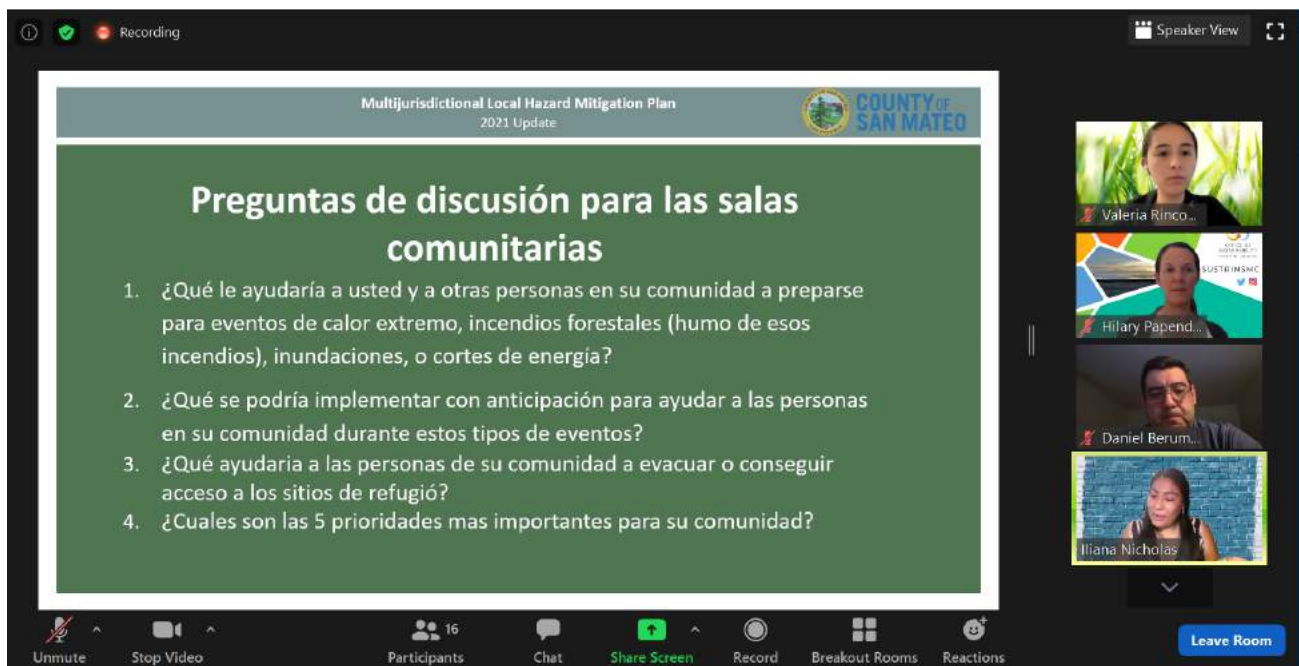 Recording
Speaker View
Multijurisdictional Local Hazard Mitigation Plan
2021 Update
COUNTY OF
SAN MATEO
Preguntas de discusión para las salas
comunitarias
1. ¿Qué le ayudaría a usted y a otras personas en su comunidad a preparse
para eventos de calor extremo, incendios forestales (humo de esos
incendios), inundaciones, o cortes de energía?
2. ¿Qué se podría implementar con anticipación para ayudar a las personas
en su comunidad durante estos tipos de eventos?
3. ¿Qué ayudaria a las personas de su comunidad a evacuar o conseguir
acceso a los sitios de refugió?
4. ¿Cuales son las 5 prioridades mas importantes para su comunidad?
Valeria Rinco...
SUSTAINSMC
Hilary Papend...
Daniel Berum...
Iliana Nicholas
Unmute
Stop Video
16
Participants
Chat
Share Screen
Record
Breakout Rooms
Reactions
Leave Room